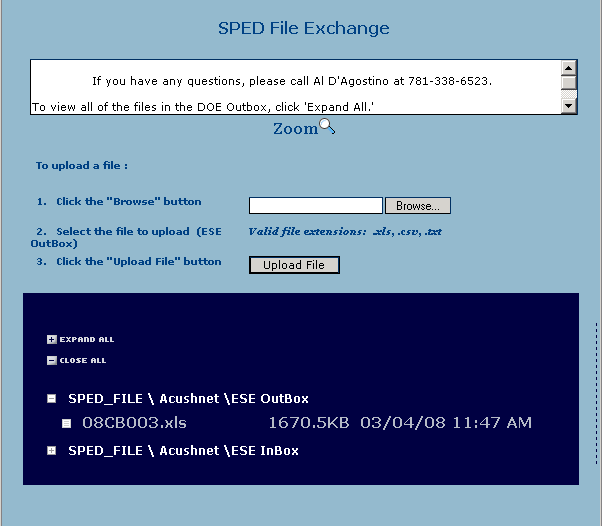 SPED File Exchange
If you have any questions, please call Al D'Agostino at 781-338-6523.
To view all of the files in the DOE Outbox, click 'Expand All.'
Zoom
To upload a file :
1. Click the "Browse" button
Browse...
2. Select the file to upload (ESE
OutBox)
Valid file extensions: .xls, .csv, .txt
3. Click the "Upload File" button
Upload File
EXPAND ALL
CLOSE ALL
SPED_FILE \ Acushnet \ESE OutBox
08CB003.xls 1670.5KB 03/04/08 11:47 AM
SPED_FILE \ Acushnet \ESE InBox